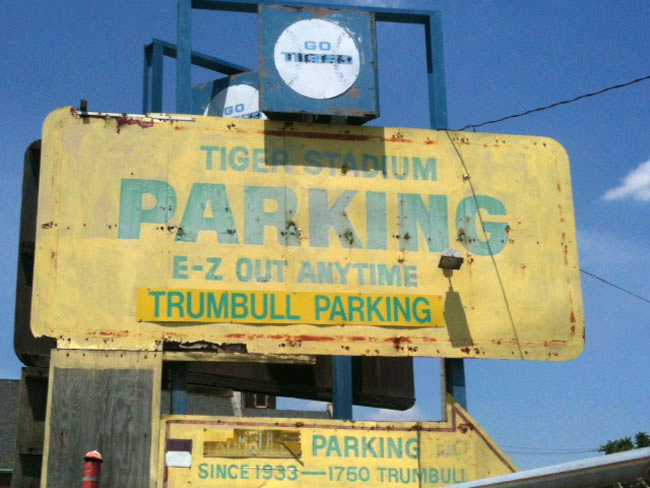 GO
TIGERS
GO
TIGER STADIUM
PARKING
E-Z OUT ANYTIME
TRUMBULL PARKING
PARKING
SINCE 1933—1750 TRUMBULL